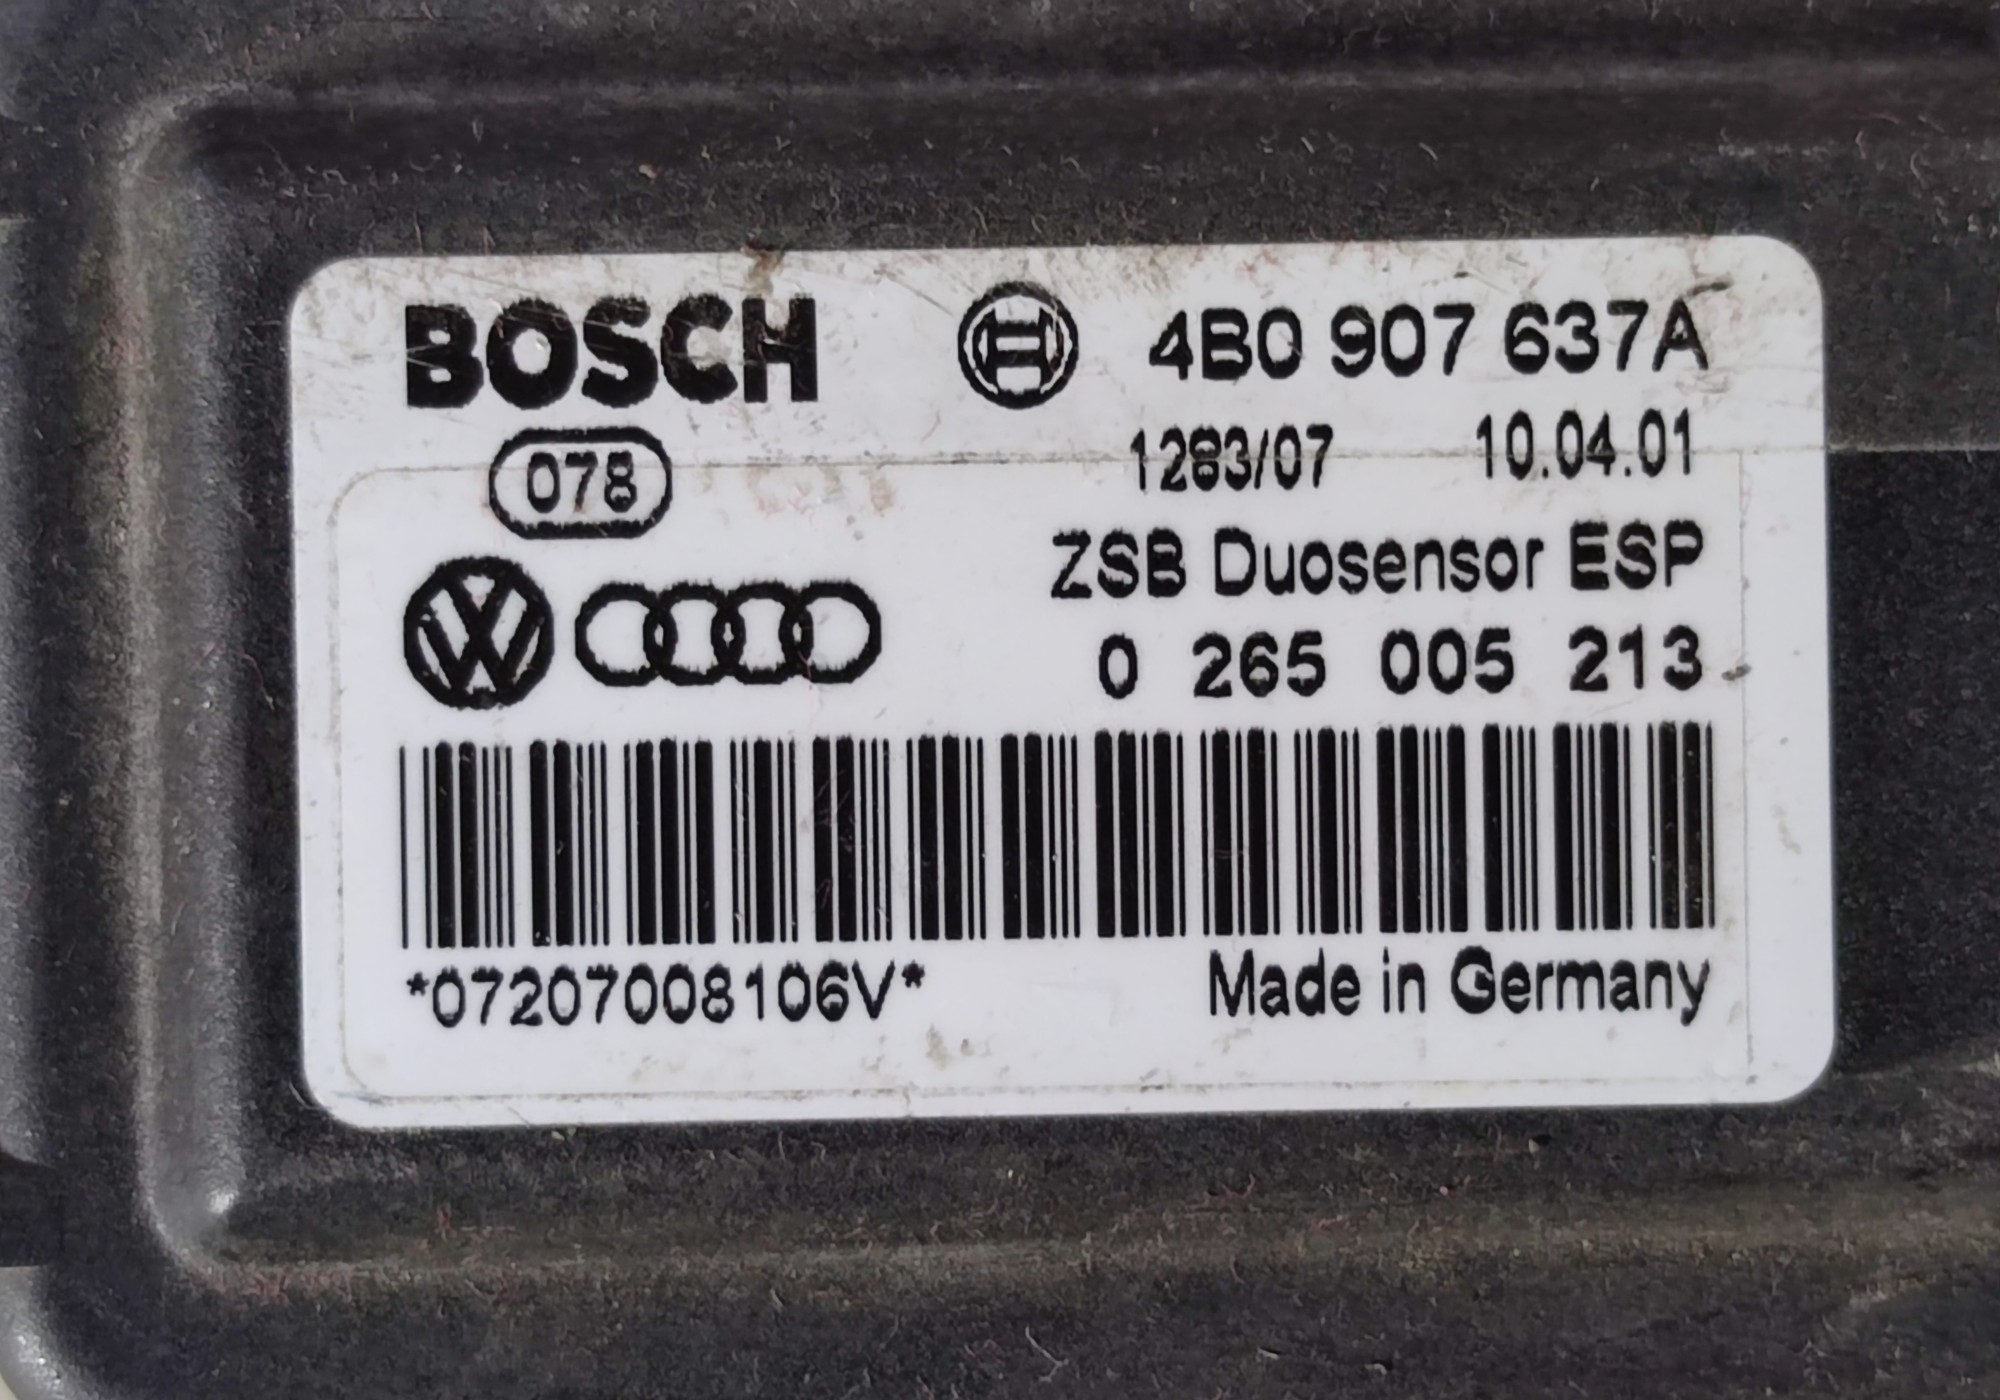 BOSCH 4B0 907 637A
078 1283/07 10.04.01
ZSB Duosensor ESP
0 265 005 213
*07207008106V* Made in Germany